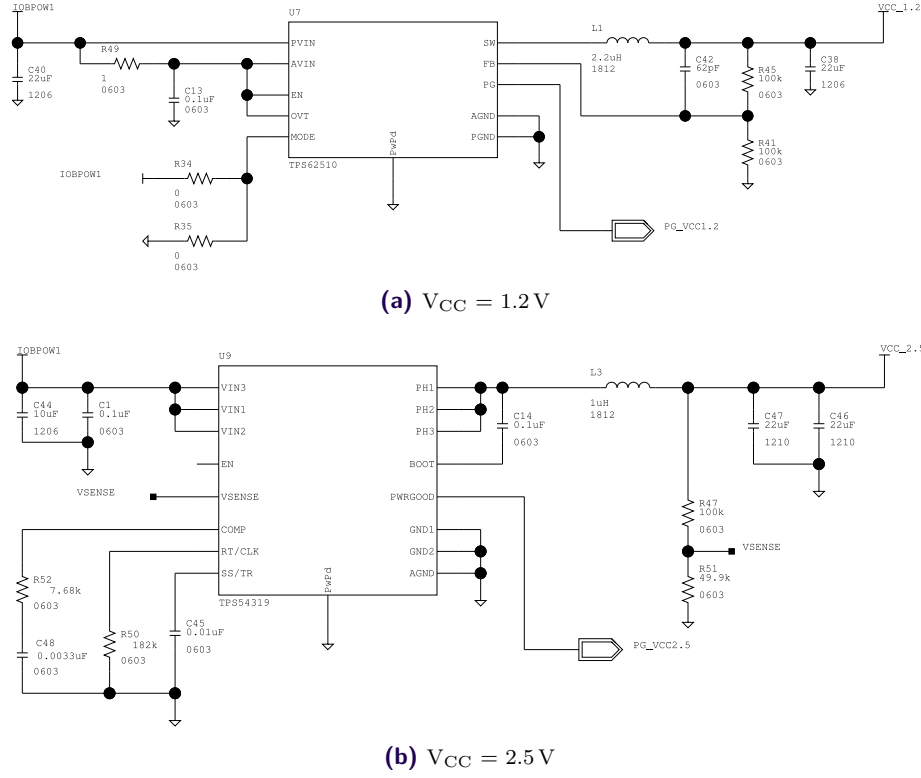 IOBPOW1
U7
VCC_1.2
R49
1
0603
C40
22uF
1206
C13
0.1uF
0603
PVIN
AVIN
EN
OVT
MODE
SW
FB
PG
AGND
PGND
PwPd
TPS62510
L1
2.2uH
1812
C42
62pF
0603
R45
100k
0603
C38
22uF
1206
R41
100k
0603
IOBPOW1
R34
0
0603
R35
0
0603
PG_VCC1.2
(a) VCC = 1.2 V
IOBPOW1
U9
VCC_2.5
C44
10uF
1206
C1
0.1uF
0603
VIN3
VIN1
VIN2
EN
VSENSE
COMP
RT/CLK
SS/TR
PH1
PH2
PH3
BOOT
PWRGOOD
GND1
GND2
AGND
PwPd
TPS54319
VSENSE
C14
0.1uF
0603
L3
1uH
1812
C47
22uF
1210
C46
22uF
1210
R47
100k
0603
VSENSE
R51
49.9k
0603
R52
7.68k
0603
C48
0.0033uF
0603
R50
182k
0603
C45
0.01uF
0603
PG_VCC2.5
(b) VCC = 2.5 V